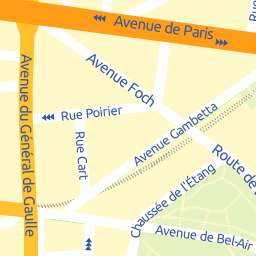 Avenue de Paris
Avenue Foch
Avenue du Général de Gaulle
Rue Poirier
Rue Cart
Avenue Gambetta
Route de
Chaussée de l'Étang
Avenue de Bel-Air
Rue